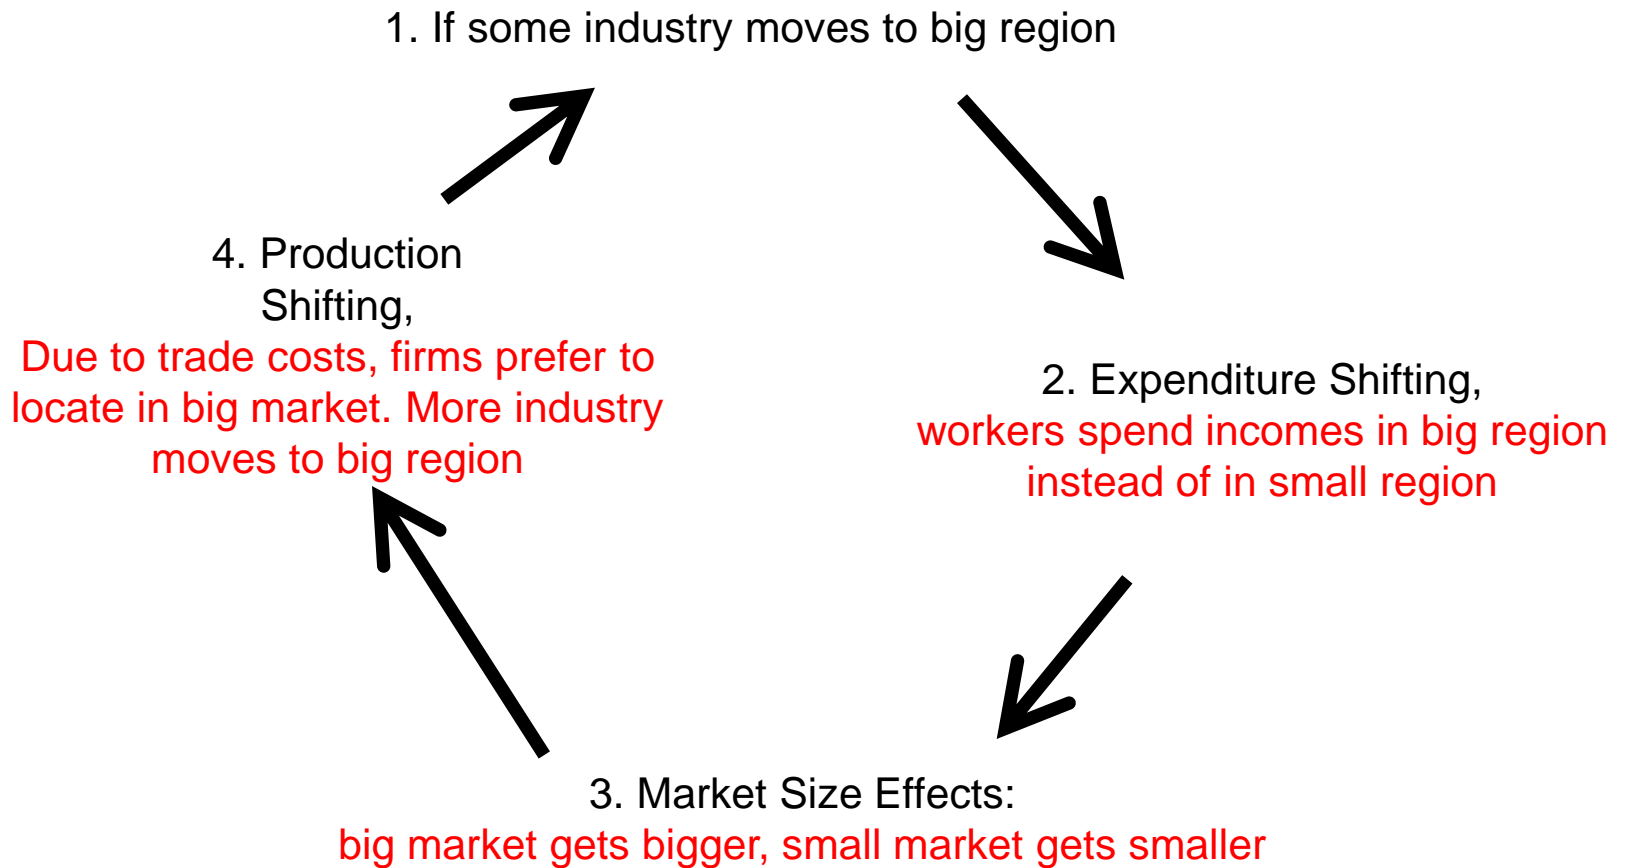 1. If some industry moves to big region
2. Expenditure Shifting,
workers spend incomes in big region
instead of in small region
3. Market Size Effects:
big market gets bigger, small market gets smaller
4. Production
Shifting,
Due to trade costs, firms prefer to
locate in big market. More industry
moves to big region